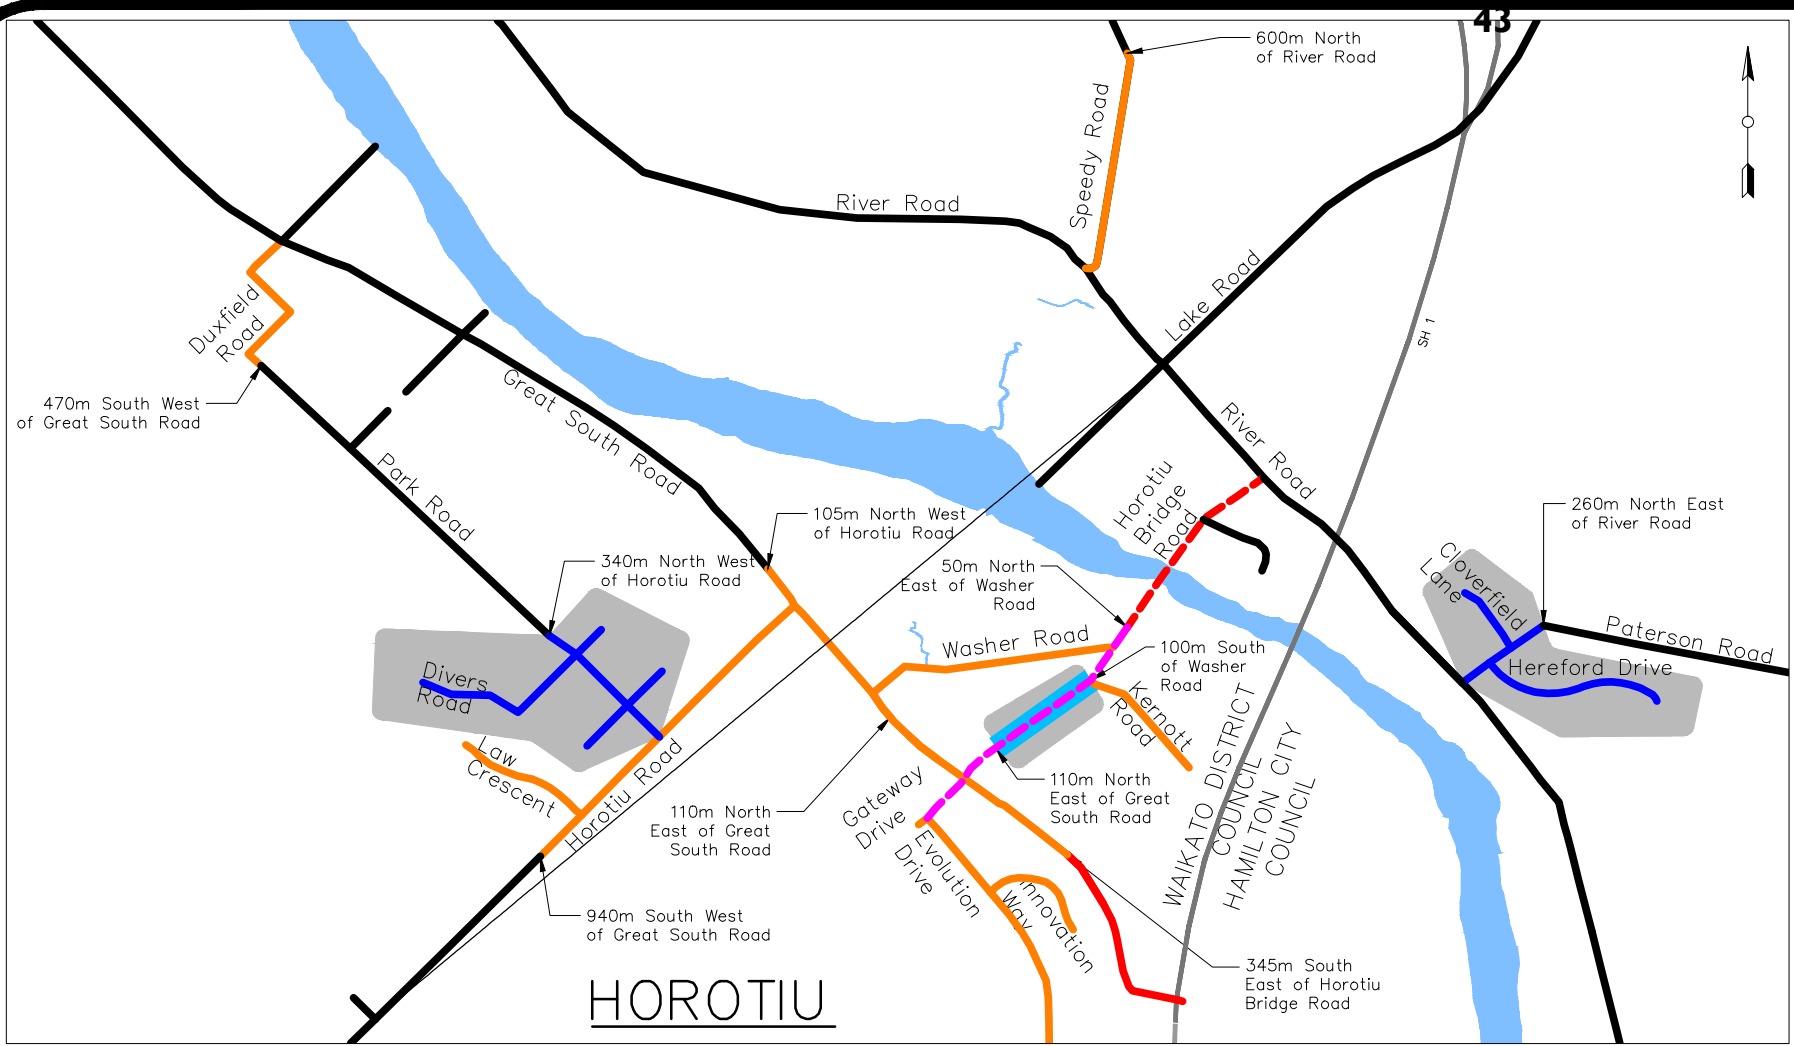 43
600m North
of River Road
Speedy Road
River Road
Lake Road
SH 1
Duxfield
Road
470m South West
of Great South Road
Great South Road
Park Road
River Road
Horotiu
Bridge
Road
105m North West
of Horotiu Road
340m North West
of Horotiu Road
50m North
East of Washer
Road
260m North East
of River Road
Cloverfield
Lane
Paterson Road
Hereford Drive
Washer Road
100m South
of Washer
Road
Kernott
Road
Divers
Road
Law
Crescent
Horotiu Road
110m North
East of Great
South Road
Gateway
Drive
Evolution
Drive
Innovation
Way
110m North
East of Great
South Road
WAIKATO DISTRICT
COUNCIL
HAMILTON CITY
COUNCIL
940m South West
of Great South Road
345m South
East of Horotiu
Bridge Road
HOROTIU